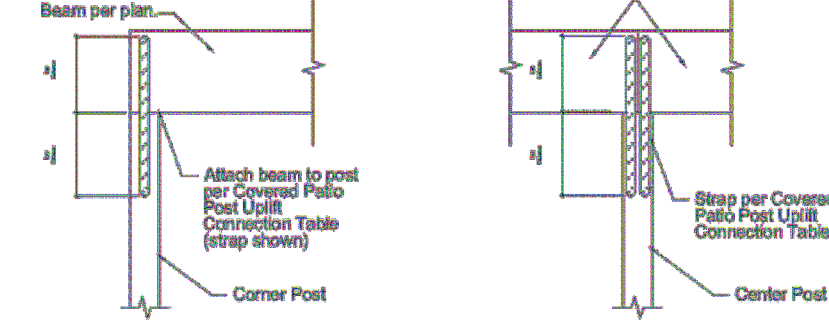 Beam per plan.
Attach beam to post
per Covered Patio
Post Uplift
Connection Table
(strap shown)
Corner Post
Strap per Covered
Patio Post Uplift
Connection Table
Center Post